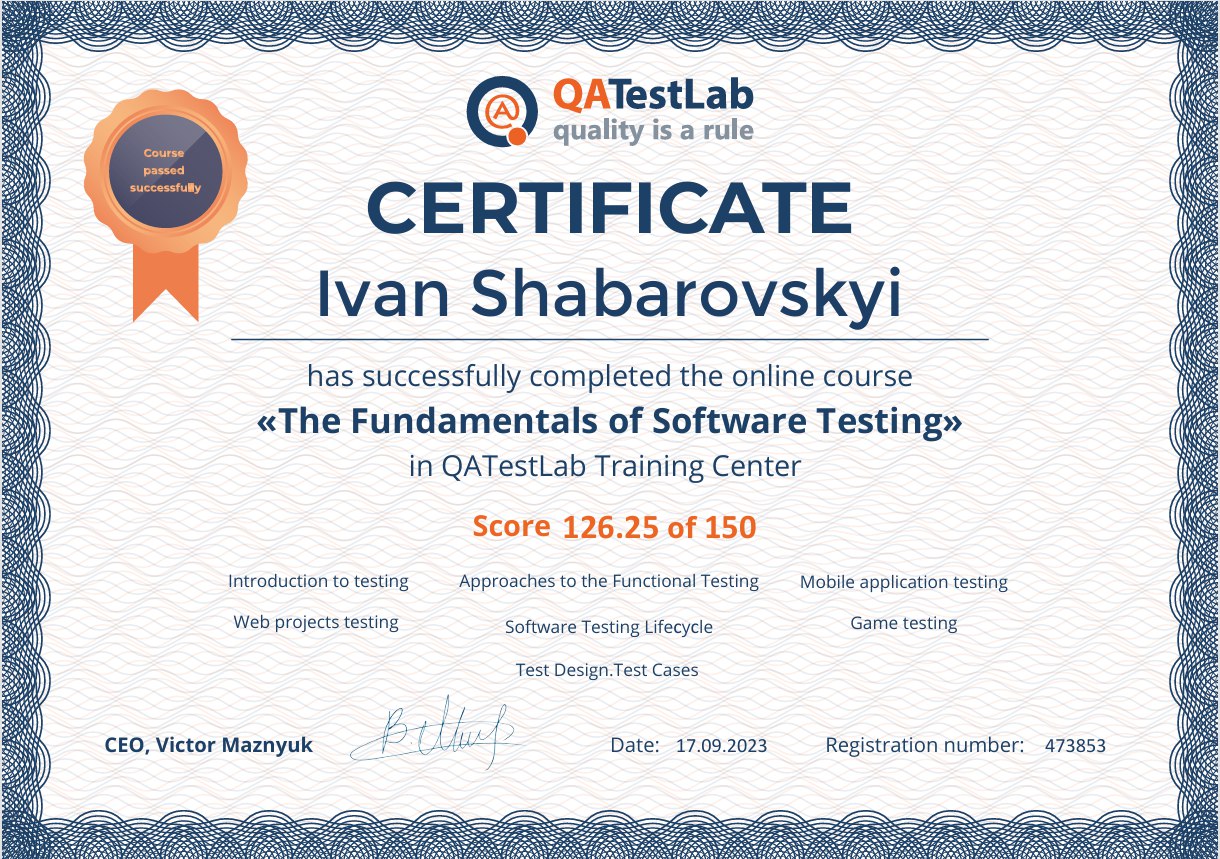 QATestLab
quality is a rule
Course
passed
successfully
CERTIFICATE
Ivan Shabarovskyi
has successfully completed the online course
«The Fundamentals of Software Testing»
in QATestLab Training Center
Score 126.25 of 150
Introduction to testing
Approaches to the Functional Testing
Mobile application testing
Web projects testing
Software Testing Lifecycle
Game testing
Test Design.Test Cases
CEO, Victor Maznyuk
Date: 17.09.2023
Registration number: 473853